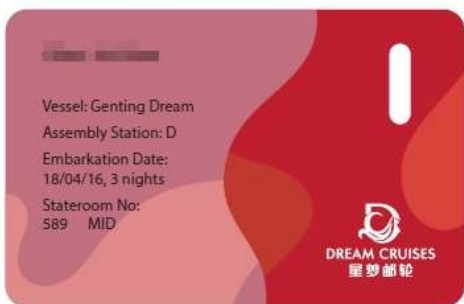 Vessel: Genting Dream
Assembly Station: D
Embarkation Date:
18/04/16, 3 nights
Stateroom No:
589 MID
DREAM CRUISES
星梦邮轮